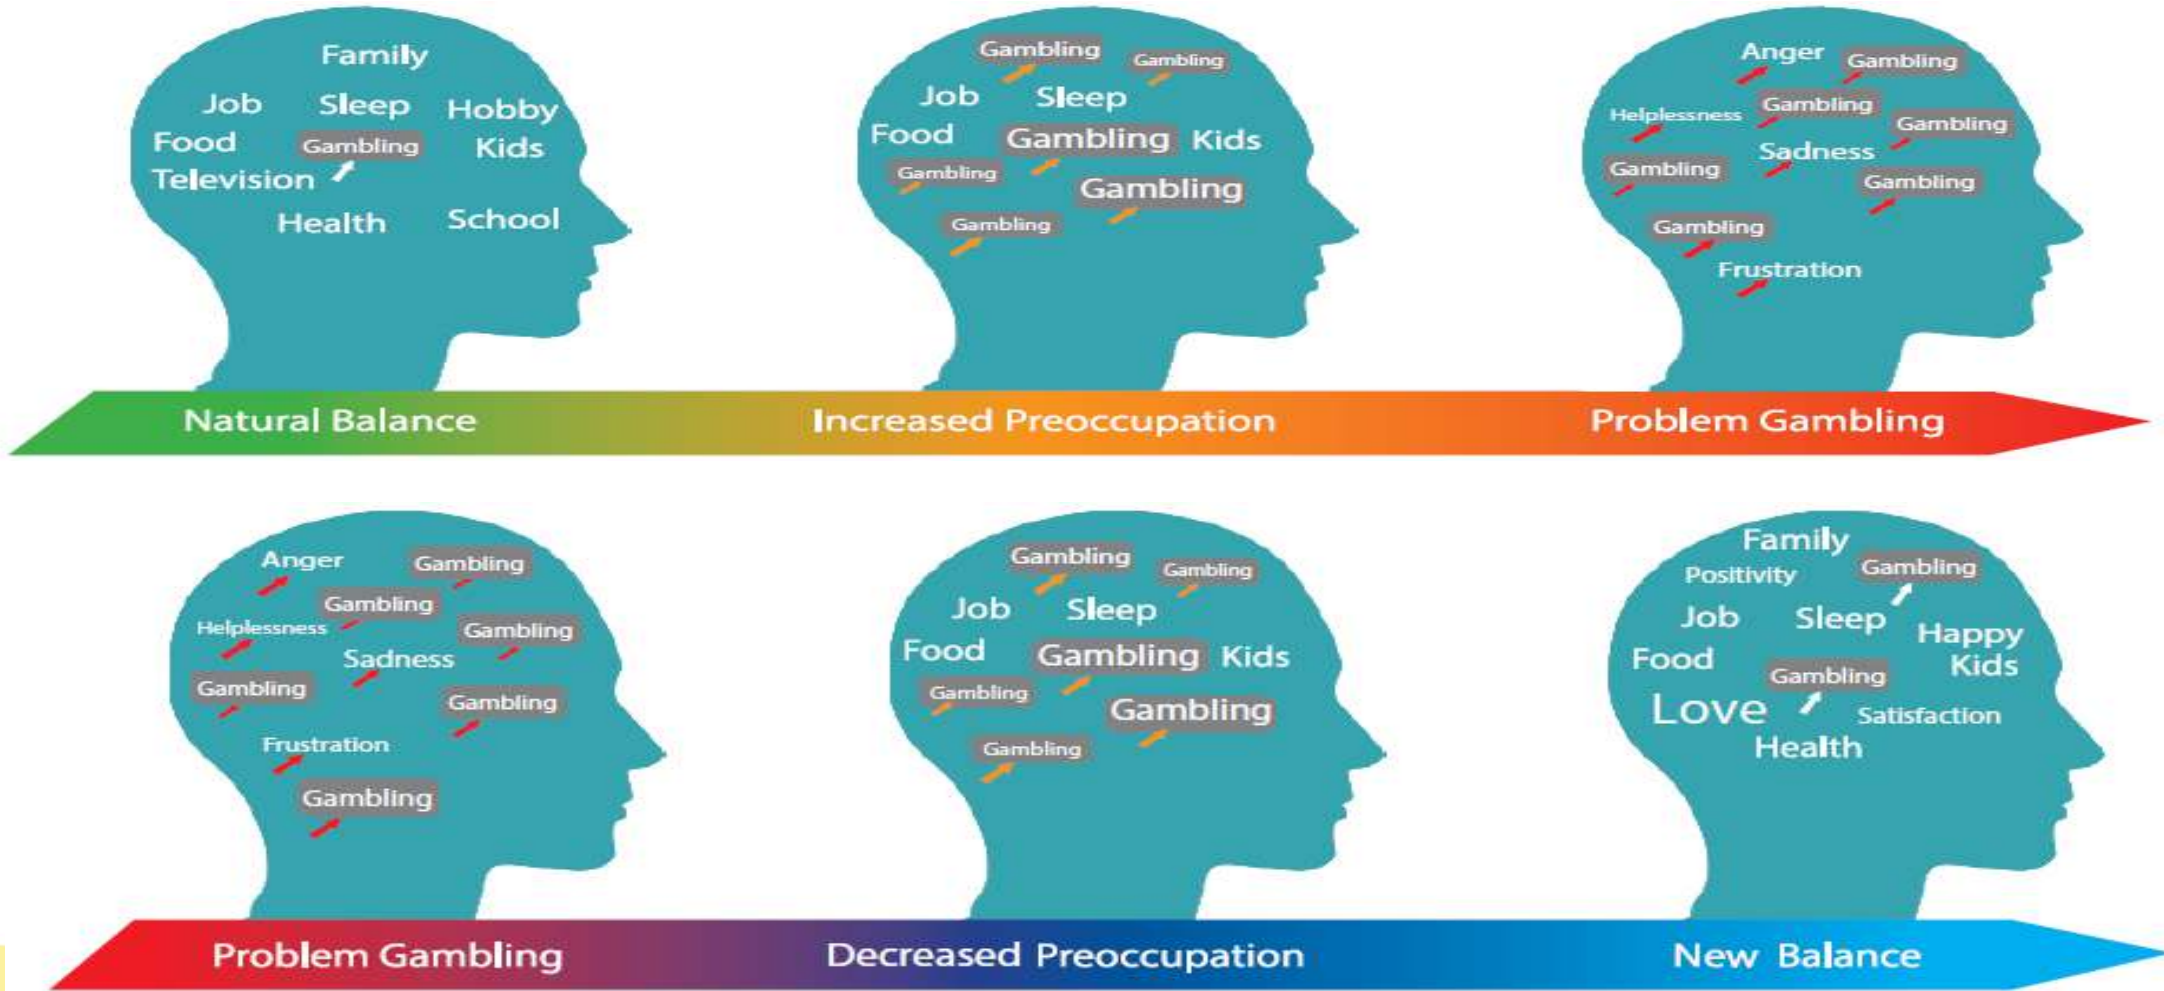 Family
Job Sleep Hobby
Food Gambling Kids
Television
Health School
Gambling Gambling
Job Sleep
Food Gambling Kids
Gambling Gambling
Gambling
Anger Gambling
Gambling
Helplessness Gambling
Sadness
Gambling Gambling
Gambling
Frustration
Natural Balance Increased Preoccupation Problem Gambling
Anger Gambling
Gambling
Helplessness Gambling
Sadness
Gambling Gambling
Frustration
Gambling
Gambling Gambling
Job Sleep
Food Gambling Kids
Gambling Gambling
Gambling
Family
Positivity Gambling
Job Sleep Happy
Food Kids
Gambling
Love Satisfaction
Health
Problem Gambling Decreased Preoccupation New Balance